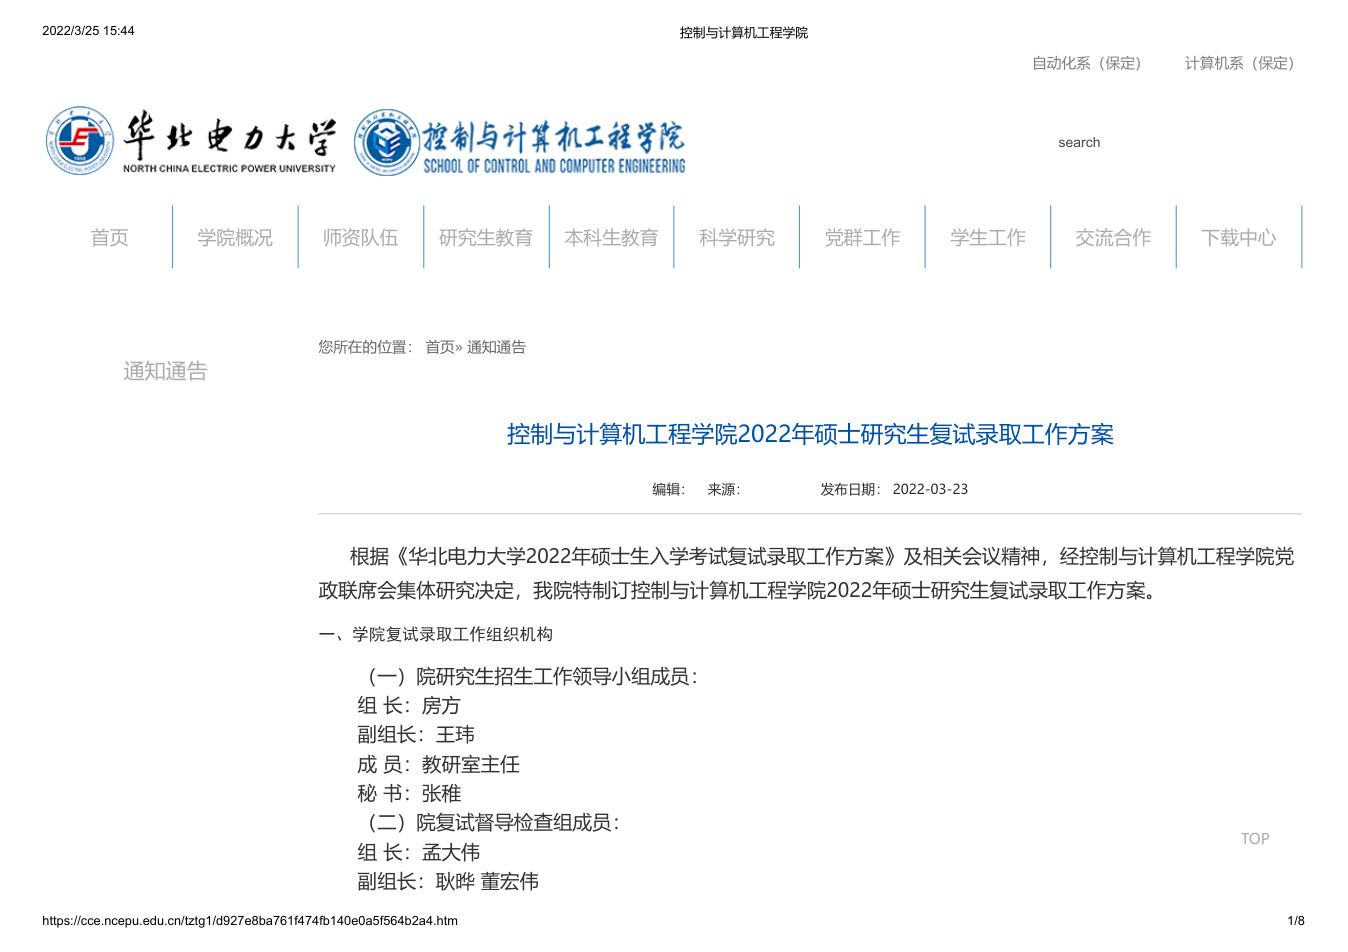 2022/3/25 15:44
控制与计算机工程学院
自动化系（保定）
计算机系（保定）
华北电力大学
NORTH CHINA ELECTRIC POWER UNIVERSITY
控制与计算机工程学院
SCHOOL OF CONTROL AND COMPUTER ENGINEERING
search
首页
学院概况
师资队伍
研究生教育
本科生教育
科学研究
党群工作
学生工作
交流合作
下载中心
通知通告
您所在的位置： 首页» 通知通告
控制与计算机工程学院2022年硕士研究生复试录取工作方案
编辑： 来源： 发布日期： 2022-03-23
根据《华北电力大学2022年硕士生入学考试复试录取工作方案》及相关会议精神，经控制与计算机工程学院党
政联席会集体研究决定，我院特制订控制与计算机工程学院2022年硕士研究生复试录取工作方案。
一、学院复试录取工作组织机构
（一）院研究生招生工作领导小组成员：
组 长：房方
副组长：王玮
成 员：教研室主任
秘 书：张稚
（二）院复试督导检查组成员：
组 长：孟大伟
副组长：耿晔 董宏伟
TOP
https://cce.ncepu.edu.cn/tztg1/d927e8ba761f474fb140e0a5f564b2a4.htm
1/8